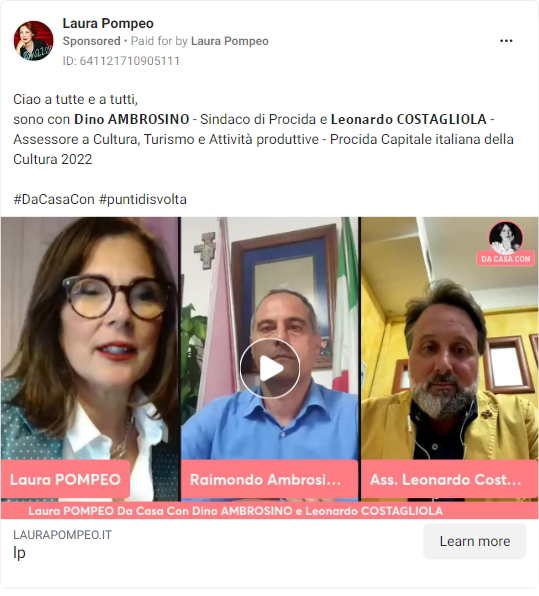 Laura Pompeo
Sponsored • Paid for by Laura Pompeo
ID: 641121710905111
Ciao a tutte e a tutti,
sono con Dino AMBROSINO - Sindaco di Procida e Leonardo COSTAGLIOLA -
Assessore a Cultura, Turismo e Attività produttive - Procida Capitale italiana della
Cultura 2022
#DaCasaCon #puntidisvolta
DA CASA CON
Laura POMPEO
Raimondo Ambrosi...
Ass. Leonardo Cost...
Laura POMPEO Da Casa Con Dino AMBROSINO e Leonardo COSTAGLIOLA
LAURAPOMPEO.IT
lp
Learn more